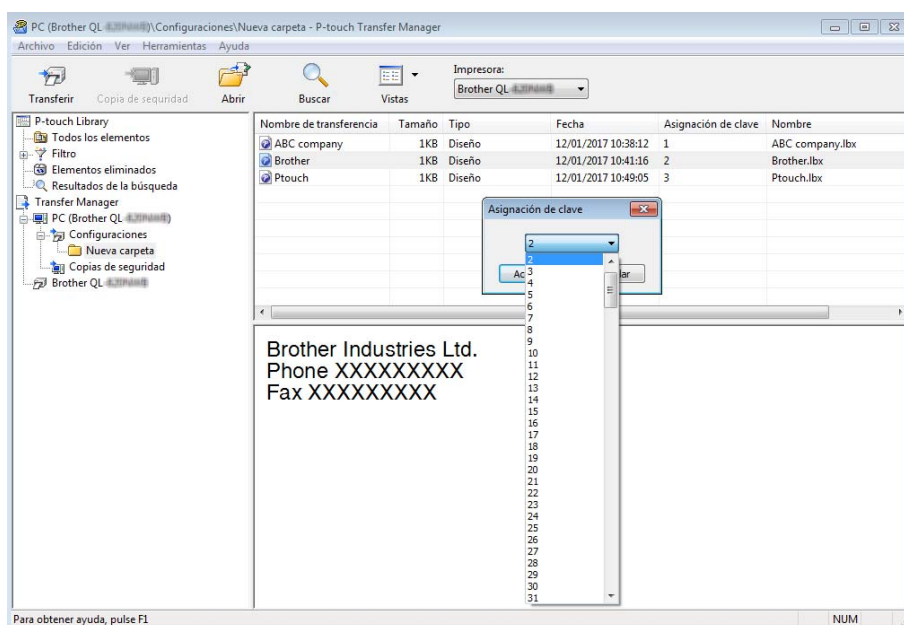 PC (Brother QL )\Configuraciones\Nueva carpeta - P-touch Transfer Manager
Archivo Edición Ver Herramientas Ayuda
Transferir Copia de seguridad Abrir Buscar Vistas
Impresora:
Brother QL
P-touch Library
Todos los elementos
Filtro
Elementos eliminados
Resultados de la búsqueda
Transfer Manager
PC (Brother QL )
Configuraciones
Nueva carpeta
Copias de seguridad
Brother QL
Nombre de transferencia Tamaño Tipo Fecha Asignación de clave Nombre
ABC company 1KB Diseño 12/01/2017 10:38:12 1 ABC company.lbx
Brother 1KB Diseño 12/01/2017 10:41:16 2 Brother.lbx
Ptouch 1KB Diseño 12/01/2017 10:49:05 3 Ptouch.lbx
Asignación de clave
2
2
3
4
5
6
7
8
9
10
11
12
13
14
15
16
17
18
19
20
21
22
23
24
25
26
27
28
29
30
31
Brother Industries Ltd.
Phone XXXXXXXXX
Fax XXXXXXXXX
Para obtener ayuda, pulse F1
NUM